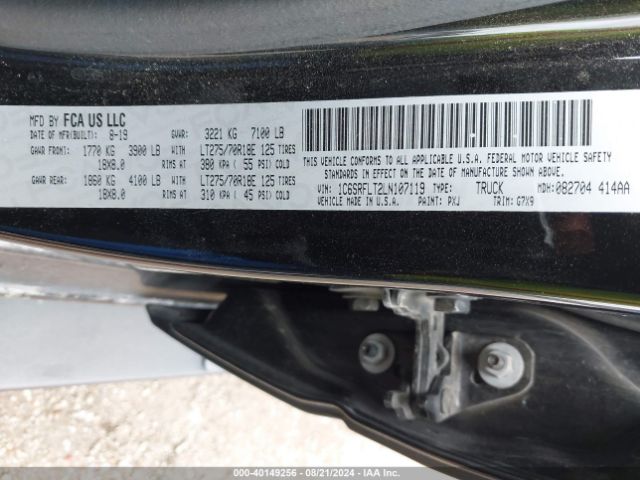 MFD BY FCA US LLC
DATE OF MFR(BUILT): 8-19 GVWR: 3221 KG 7100 LB
GAWR FRONT: 1770 KG 3900 LB WITH LT275/70R18E 125 TIRES
18X8.0 RIMS AT 380 KPA ( 55 PSI) COLD
GAWR REAR: 1860 KG 4100 LB WITH LT275/70R18E 125 TIRES
18X8.0 RIMS AT 310 KPA ( 45 PSI) COLD
THIS VEHICLE CONFORMS TO ALL APPLICABLE U.S.A. FEDERAL MOTOR VEHICLE SAFETY
STANDARDS IN EFFECT ON THE DATE OF MANUFACTURE SHOWN ABOVE.
VIN: 1C6SRFLT2LN107119 TYPE: TRUCK MDH: 082704 414AA
VEHICLE MADE IN U.S.A. PAINT: PXJ TRIM: G7X9
000-40149256 - 08/21/2024 - IAA Inc.